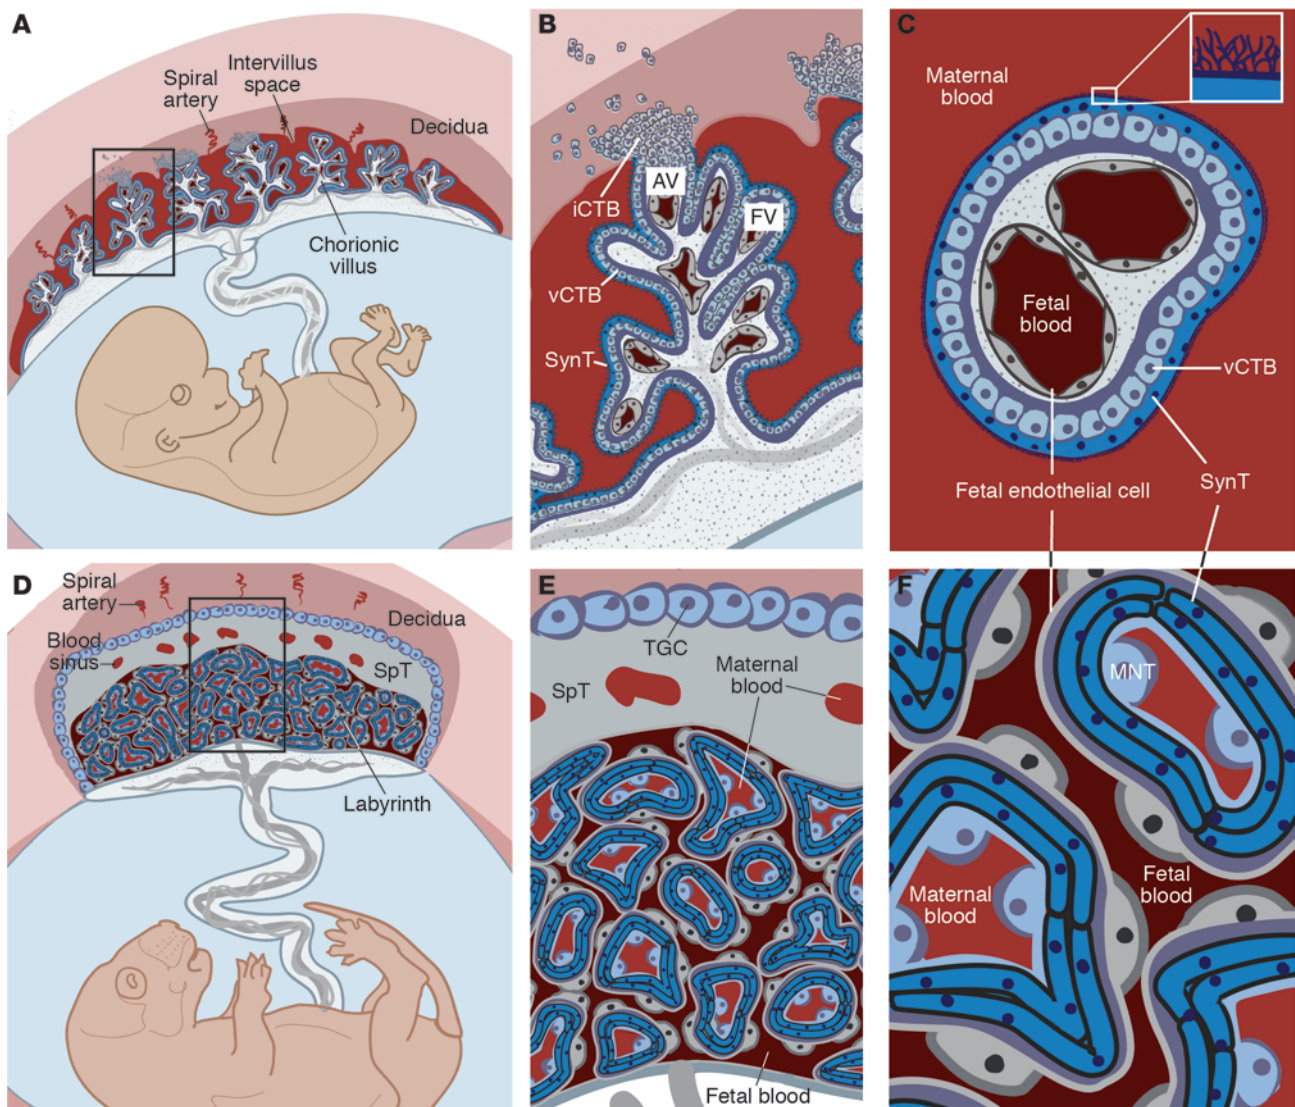 A
Spiral
artery
Intervillus
space
Decidua
Chorionic
villus
B
AV
iCTB
FV
vCTB
SynT
C
Maternal
blood
Fetal
blood
vCTB
Fetal endothelial cell
SynT
D
Spiral
artery
Decidua
Blood
sinus
SpT
Labyrinth
E
TGC
Maternal
blood
SpT
Fetal blood
F
MNT
Maternal
blood
Fetal
blood